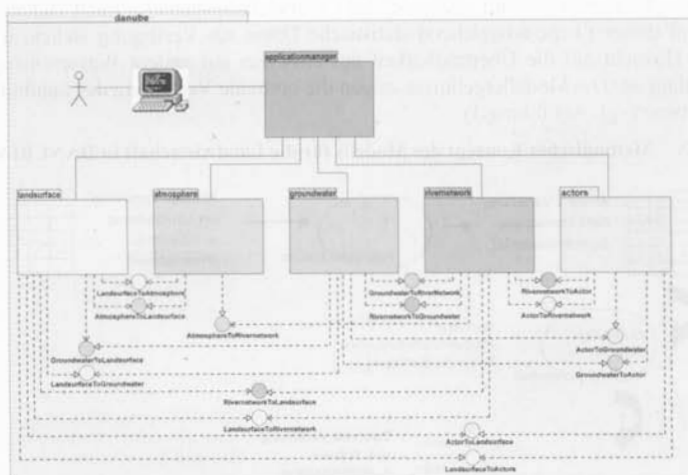 danube
applicationmanager
landsurface
atmosphere
groundwater
rivernetwork
actors
LandsurfaceToAtmosphere
AtmosphereToLandsurface
GroundwaterToRiverNetwork
RivernetworkToGroundwater
RivernetworkToActor
ActorToRivernetwork
AtmosphereToRivernetwork
GroundwaterToLandsurface
LandsurfaceToGroundwater
ActorToGroundwater
GroundwaterToActor
RivernetworkToLandsurface
LandsurfaceToRivernetwork
ActorToLandsurface
LandsurfaceToActors